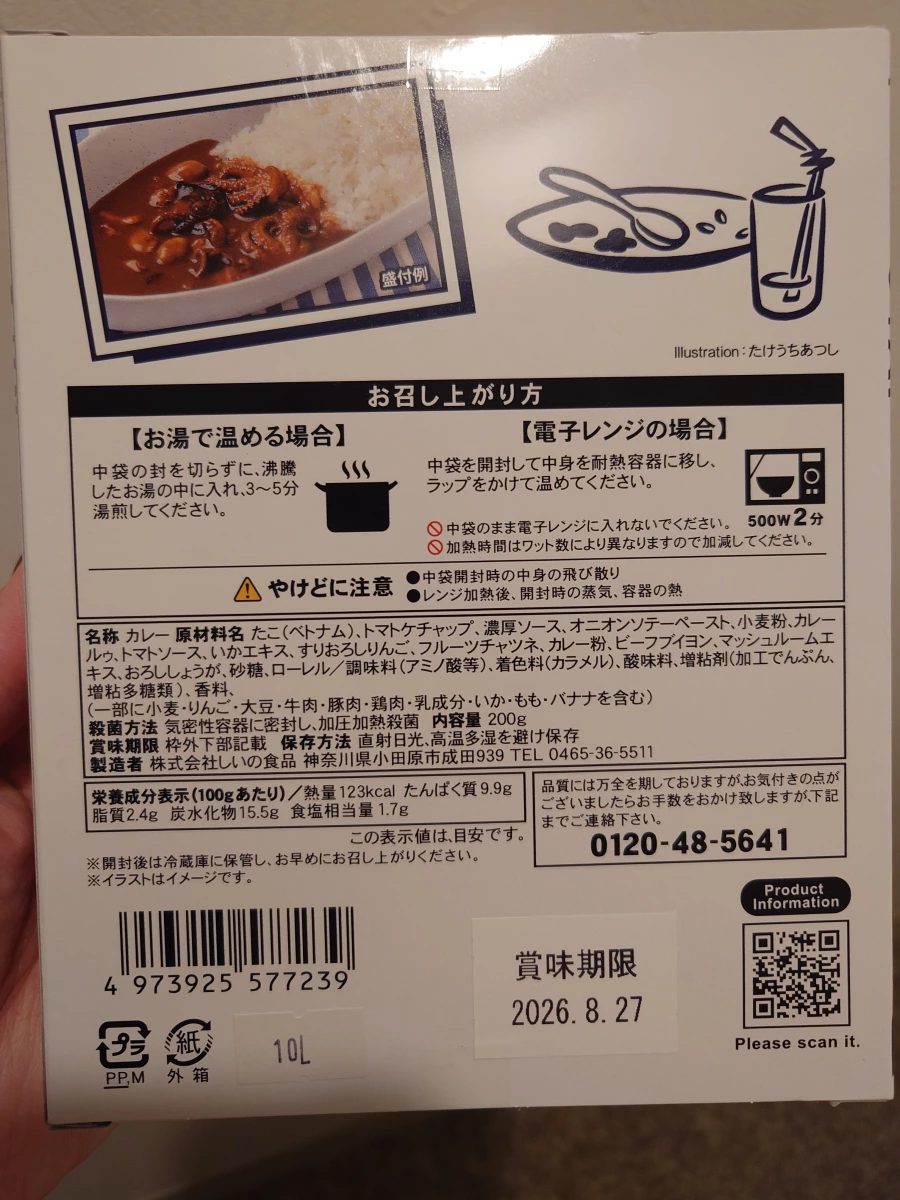 盛付例
Illustration：たけうちあつし
お召し上がり方
【お湯で温める場合】
中袋の封を切らずに、沸騰
したお湯の中に入れ、3〜5分
湯煎してください。
【電子レンジの場合】
中袋を開封して中身を耐熱容器に移し、
ラップをかけて温めてください。
500W 2分
中袋のまま電子レンジに入れないでください。
加熱時間はワット数により異なりますので加減してください。
やけどに注意
●中袋開封時の中身の飛び散り
●レンジ加熱後、開封時の蒸気、容器の熱
名称 カレー 原材料名 たこ（ベトナム）、トマトケチャップ、濃厚ソース、オニオンソテーペースト、小麦粉、カレー
ルゥ、トマトソース、いかエキス、すりおろしりんご、フルーツチャツネ、カレー粉、ビーフブイヨン、マッシュルームエ
キス、おろししょうが、砂糖、ローレル／調味料（アミノ酸等）、着色料（カラメル）、酸味料、増粘剤（加工でんぷん、
増粘多糖類）、香料、
（一部に小麦・りんご・大豆・牛肉・豚肉・鶏肉・乳成分・いか・もも・バナナを含む）
殺菌方法 気密性容器に密封し、加圧加熱殺菌 内容量 200g
賞味期限 枠外下部記載 保存方法 直射日光、高温多湿を避け保存
製造者 株式会社しいの食品 神奈川県小田原市成田939 TEL 0465-36-5511
栄養成分表示（100gあたり）／熱量123kcal たんぱく質9.9g
脂質2.4g 炭水化物15.5g 食塩相当量1.7g
この表示値は、目安です。
品質には万全を期しておりますが、お気付きの点が
ございましたらお手数をおかけ致しますが、下記
までご連絡下さい。
0120-48-5641
※開封後は冷蔵庫に保管し、お早めにお召し上がりください。
※イラストはイメージです。
4 973925 577239
プラ
PP,M
紙
外箱
10L
賞味期限
2026.8.27
Product
Information
Please scan it.